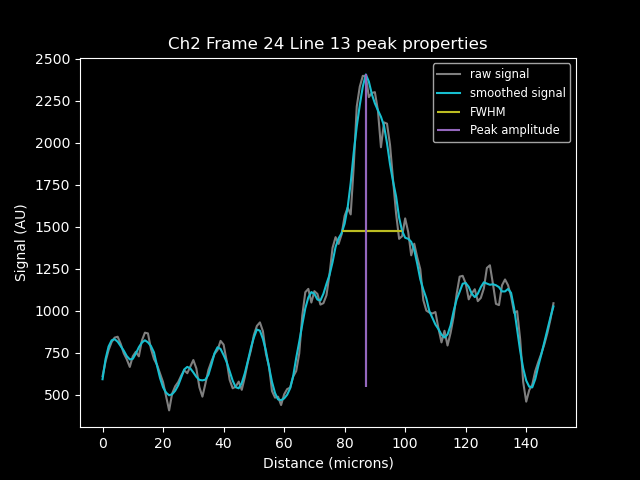 Ch2 Frame 24 Line 13 peak properties
raw signal
smoothed signal
FWHM
Peak amplitude
Signal (AU)
2500
2250
2000
1750
1500
1250
1000
750
500
0 20 40 60 80 100 120 140
Distance (microns)